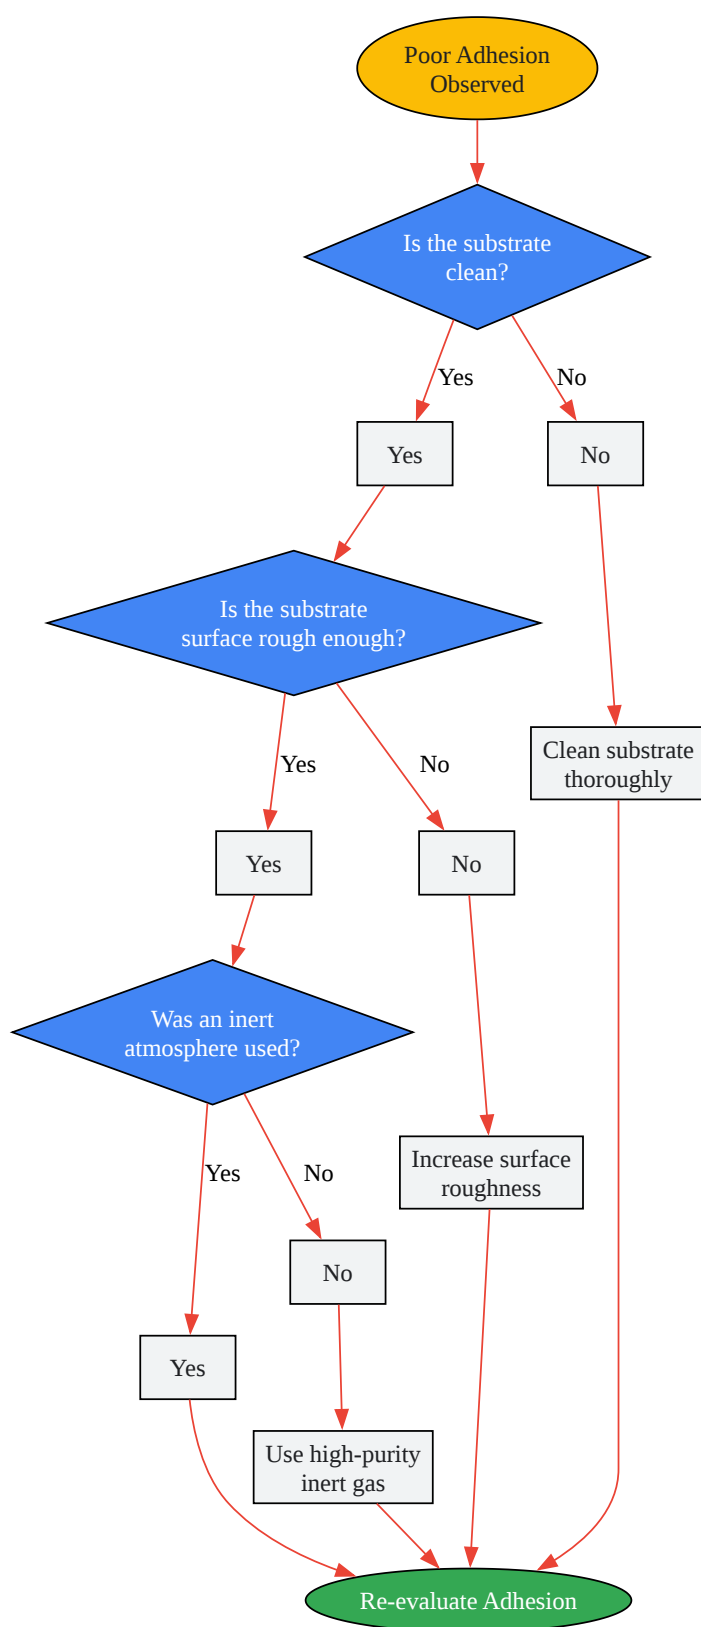 Poor Adhesion
Observed
Is the substrate
clean?
Yes
No
Yes
No
Is the substrate
surface rough enough?
Clean substrate
thoroughly
Yes
No
Yes
No
Was an inert
atmosphere used?
Yes
No
Increase surface
roughness
No
Yes
Use high-purity
inert gas
Re-evaluate Adhesion